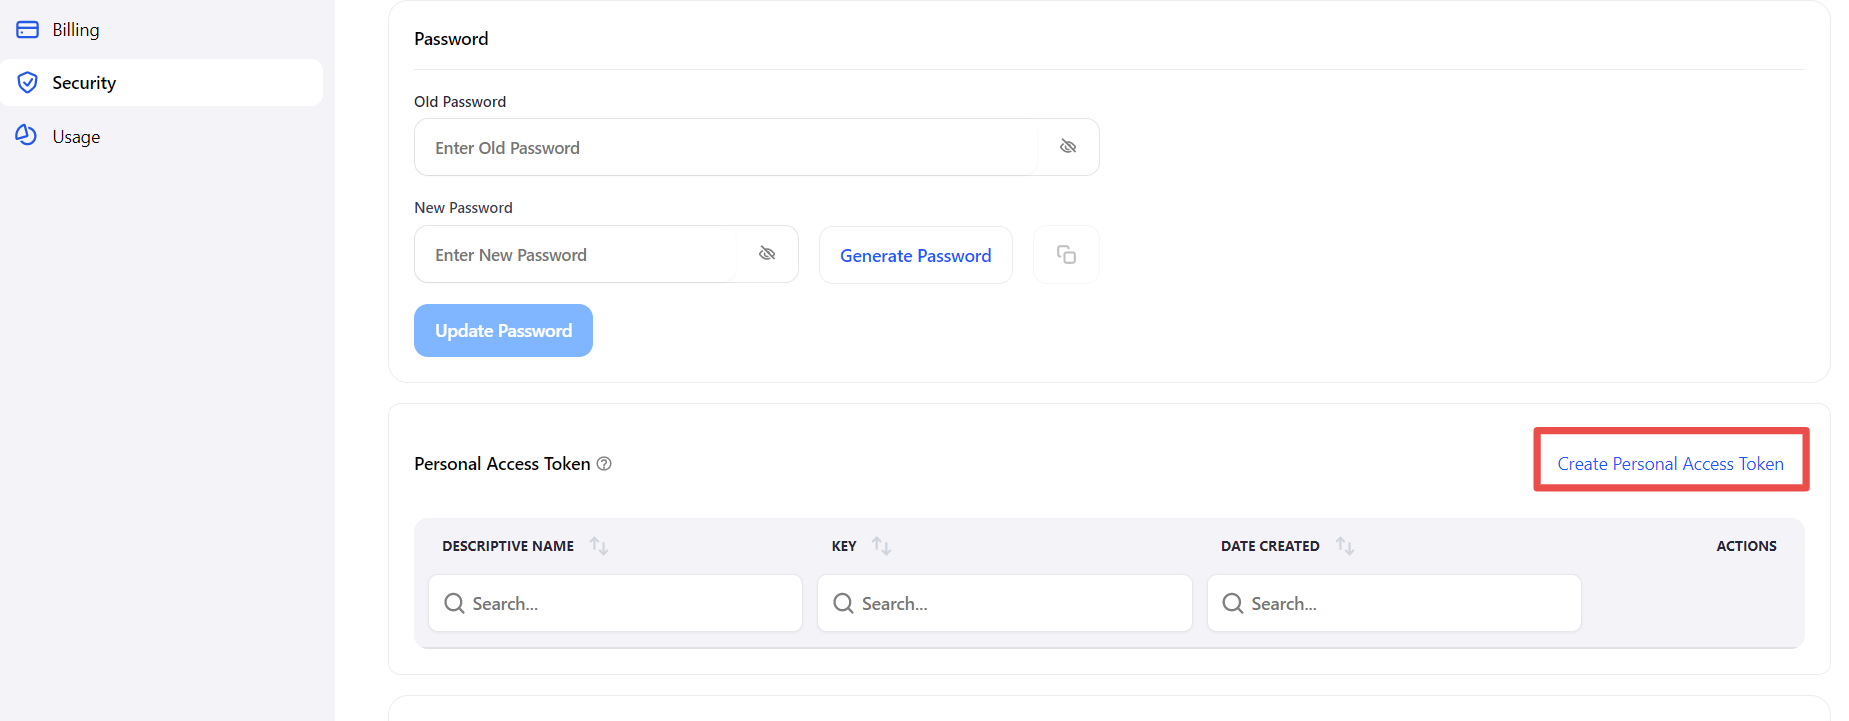 Billing
Security
Usage
Password
Old Password
Enter Old Password
New Password
Enter New Password
Generate Password
Update Password
Personal Access Token
Create Personal Access Token
DESCRIPTIVE NAME KEY DATE CREATED ACTIONS
Search... Search... Search...